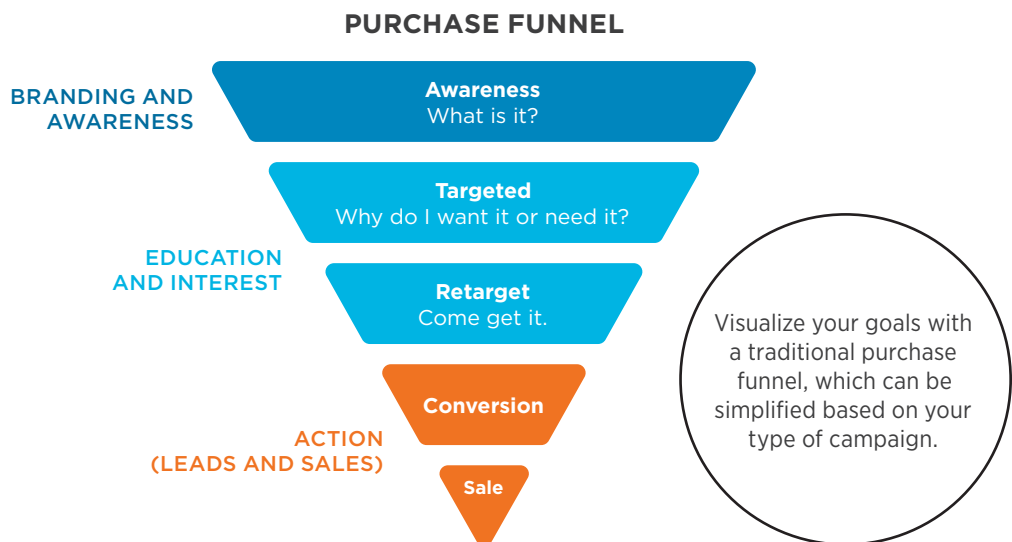 PURCHASE FUNNEL
BRANDING AND
AWARENESS
Awareness
What is it?
Targeted
Why do I want it or need it?
EDUCATION
AND INTEREST
Retarget
Come get it.
Conversion
ACTION
(LEADS AND SALES)
Sale
Visualize your goals with
a traditional purchase
funnel, which can be
simplified based on your
type of campaign.